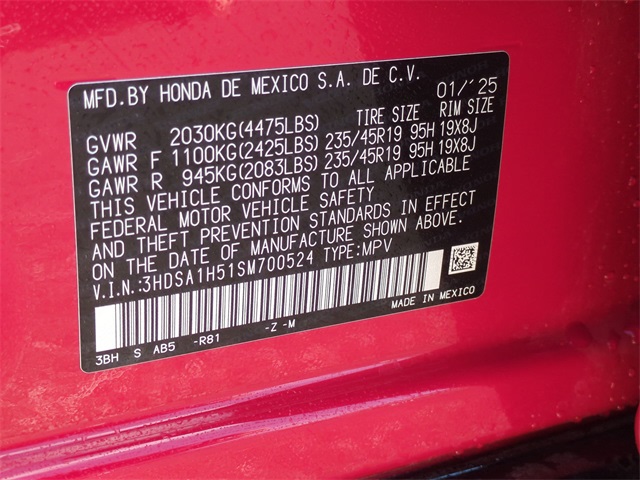 MFD.BY HONDA DE MEXICO S.A. DE C.V. 01/'25
TIRE SIZE RIM SIZE
GVWR 2030KG(4475LBS)
GAWR F 1100KG(2425LBS) 235/45R19 95H 19X8J
GAWR R 945KG(2083LBS) 235/45R19 95H 19X8J
THIS VEHICLE CONFORMS TO ALL APPLICABLE
FEDERAL MOTOR VEHICLE SAFETY
AND THEFT PREVENTION STANDARDS IN EFFECT
ON THE DATE OF MANUFACTURE SHOWN ABOVE.
V.I.N.:3HDSA1H51SM700524 TYPE:MPV
MADE IN MEXICO
3BH S AB5 -R81 -Z -M